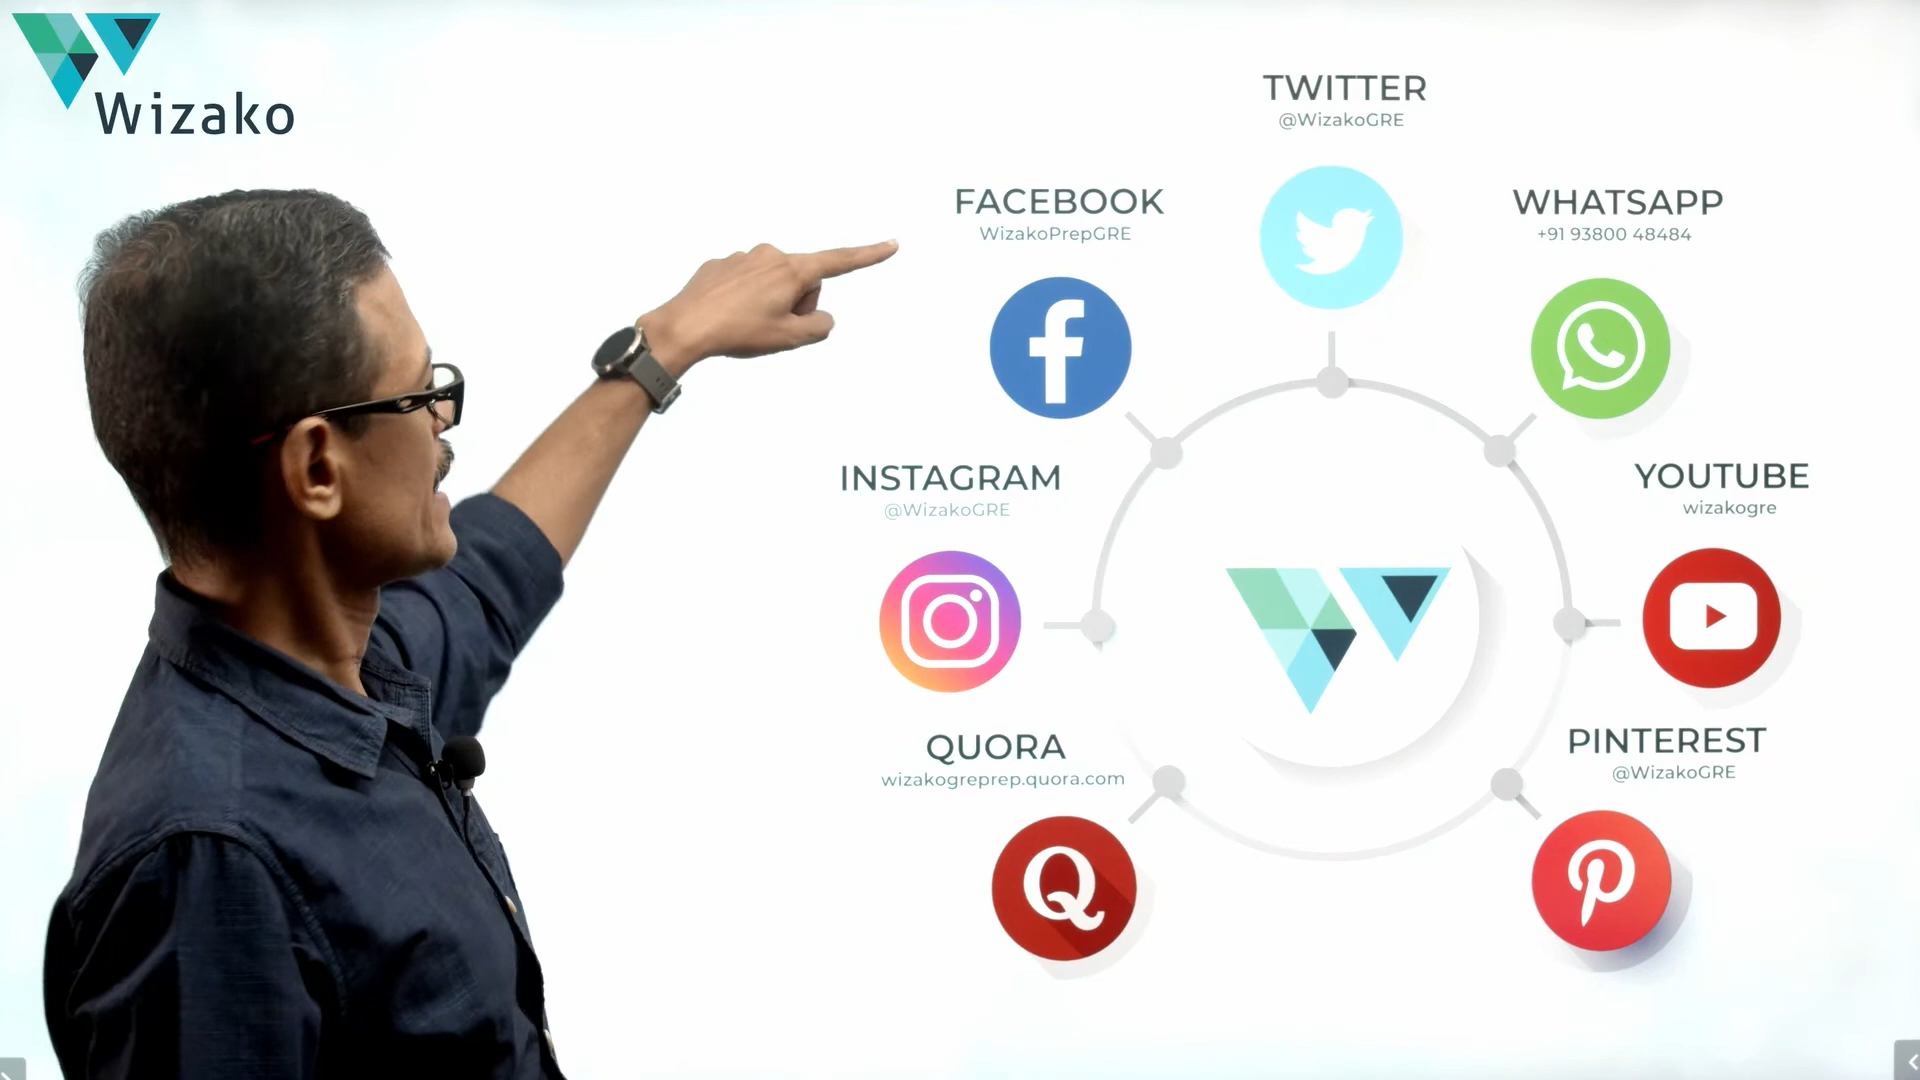 Wizako
TWITTER
@WizakoGRE
FACEBOOK
WizakoPrepGRE
WHATSAPP
+91 93800 48484
INSTAGRAM
@WizakoGRE
YOUTUBE
wizakogre
QUORA
wizakogreprep.quora.com
PINTEREST
@WizakoGRE